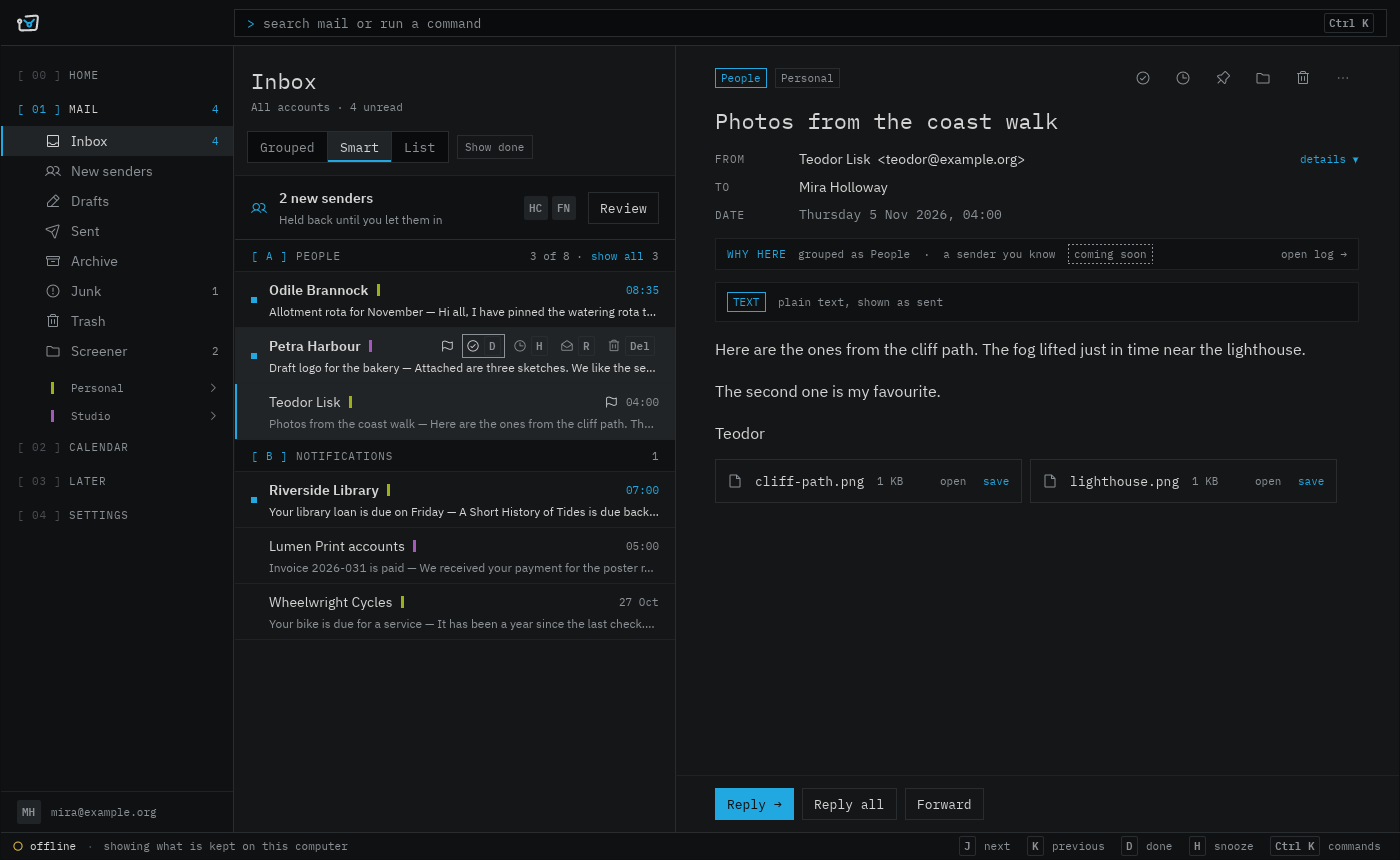 > search mail or run a command Ctrl K
[ 00 ] HOME
[ 01 ] MAIL 4
Inbox 4
New senders
Drafts
Sent
Archive
Junk 1
Trash
Screener 2
Personal
Studio
[ 02 ] CALENDAR
[ 03 ] LATER
[ 04 ] SETTINGS
MH mira@example.org
Inbox
All accounts · 4 unread
Grouped Smart List Show done
2 new senders
Held back until you let them in
HC FN Review
[ A ] PEOPLE 3 of 8 · show all 3
Odile Brannock 08:35
Allotment rota for November — Hi all, I have pinned the watering rota t…
Petra Harbour D H R Del
Draft logo for the bakery — Attached are three sketches. We like the se…
Teodor Lisk 04:00
Photos from the coast walk — Here are the ones from the cliff path. Th…
[ B ] NOTIFICATIONS 1
Riverside Library 07:00
Your library loan is due on Friday — A Short History of Tides is due back…
Lumen Print accounts 05:00
Invoice 2026-031 is paid — We received your payment for the poster r…
Wheelwright Cycles 27 Oct
Your bike is due for a service — It has been a year since the last check.…
People Personal
Photos from the coast walk
FROM Teodor Lisk <teodor@example.org> details ▾
TO Mira Holloway
DATE Thursday 5 Nov 2026, 04:00
WHY HERE grouped as People · a sender you know coming soon open log →
TEXT plain text, shown as sent
Here are the ones from the cliff path. The fog lifted just in time near the lighthouse.
The second one is my favourite.
Teodor
cliff-path.png 1 KB open save
lighthouse.png 1 KB open save
Reply → Reply all Forward
offline · showing what is kept on this computer
J next K previous D done H snooze Ctrl K commands